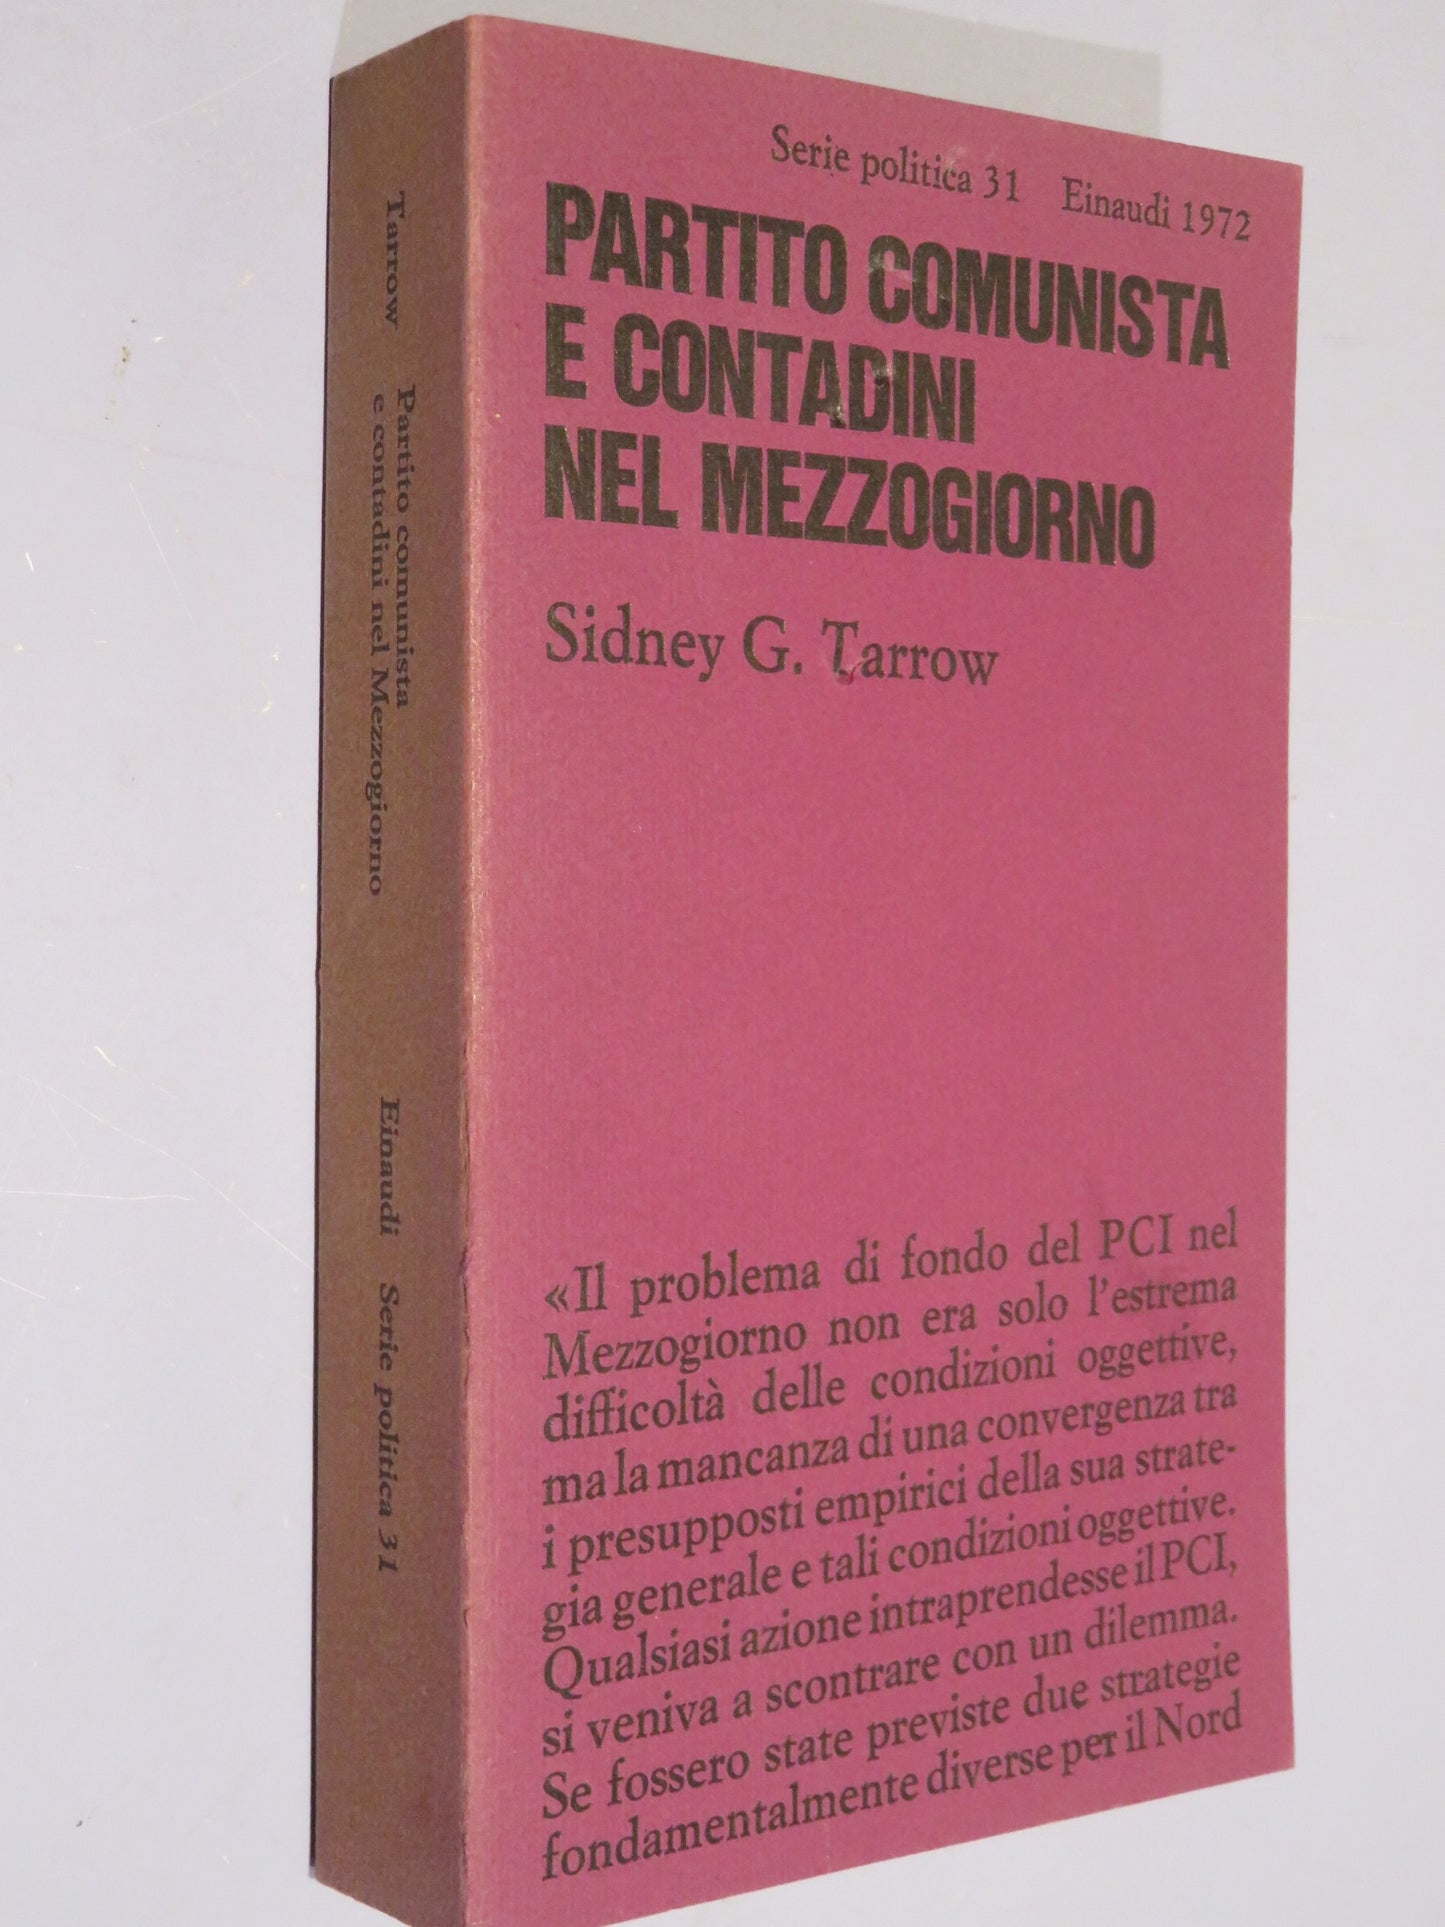 Tarrow
Partito comunista
e contadini nel Mezzogiorno
Einaudi
Serie politica 31
Serie politica 31 Einaudi 1972
PARTITO COMUNISTA
E CONTADINI
NEL MEZZOGIORNO
Sidney G. Tarrow
«Il problema di fondo del PCI nel
Mezzogiorno non era solo l'estrema
difficoltà delle condizioni oggettive,
ma la mancanza di una convergenza tra
i presupposti empirici della sua strate-
gia generale e tali condizioni oggettive.
Qualsiasi azione intraprendesse il PCI,
si veniva a scontrare con un dilemma.
Se fossero state previste due strategie
fondamentalmente diverse per il Nord